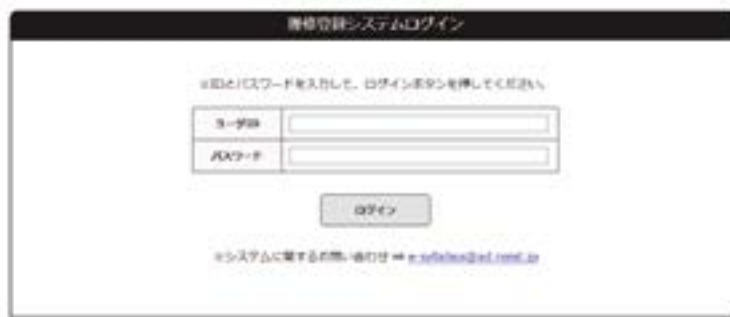 履修登録システムログイン
※IDとパスワードを入力して、ログインボタンを押してください。
ユーザID
パスワード
ログイン
※システムに関するお問い合わせ ⇒